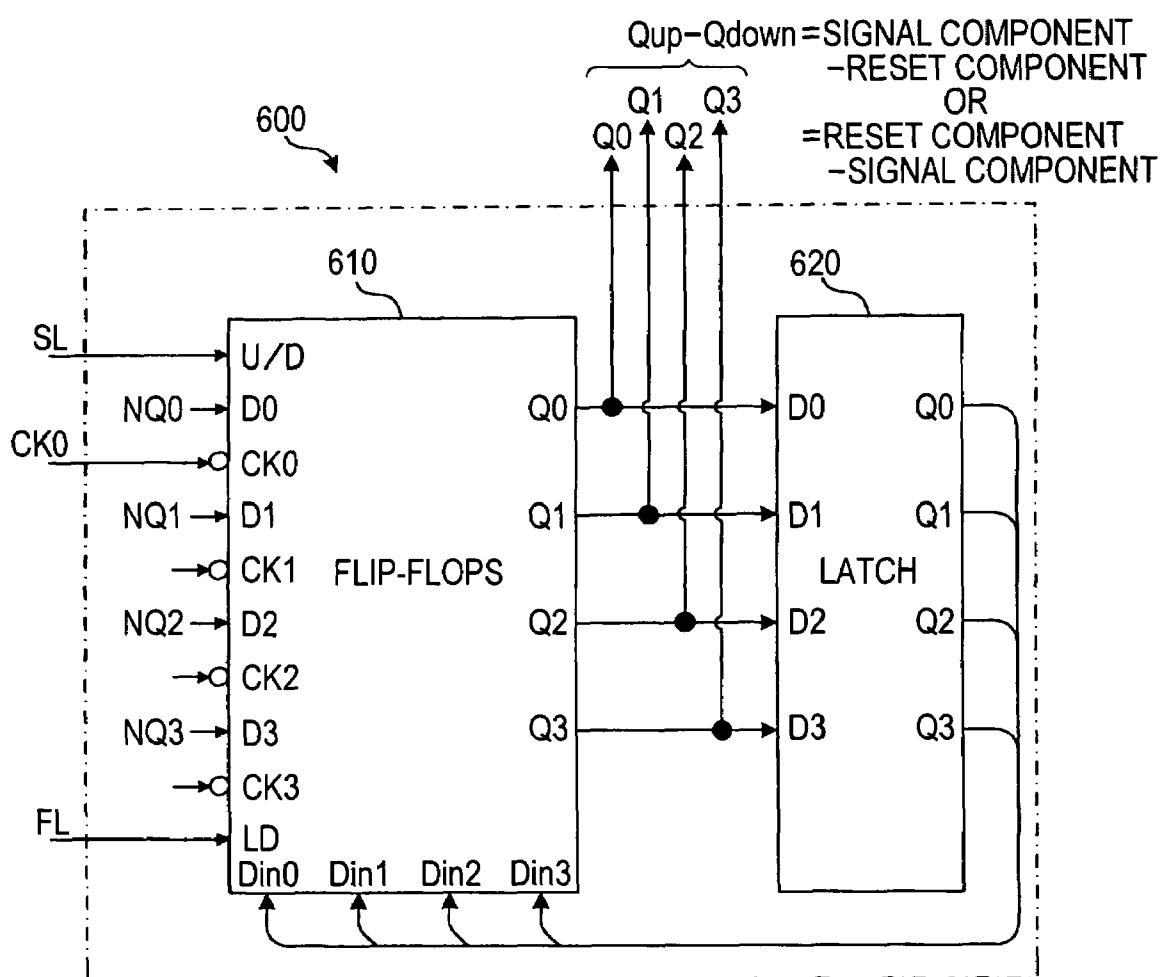 Qup-Qdown=SIGNAL COMPONENT
-RESET COMPONENT
OR
=RESET COMPONENT
-SIGNAL COMPONENT
Q1 Q3
Q0 Q2
600
610
620
SL
U/D
NQ0
D0
Q0
D0
Q0
CK0
CK0
NQ1
D1
Q1
D1
Q1
CK1
FLIP-FLOPS
LATCH
NQ2
D2
Q2
D2
Q2
CK2
NQ3
D3
Q3
D3
Q3
CK3
FL
LD
Din0 Din1 Din2 Din3